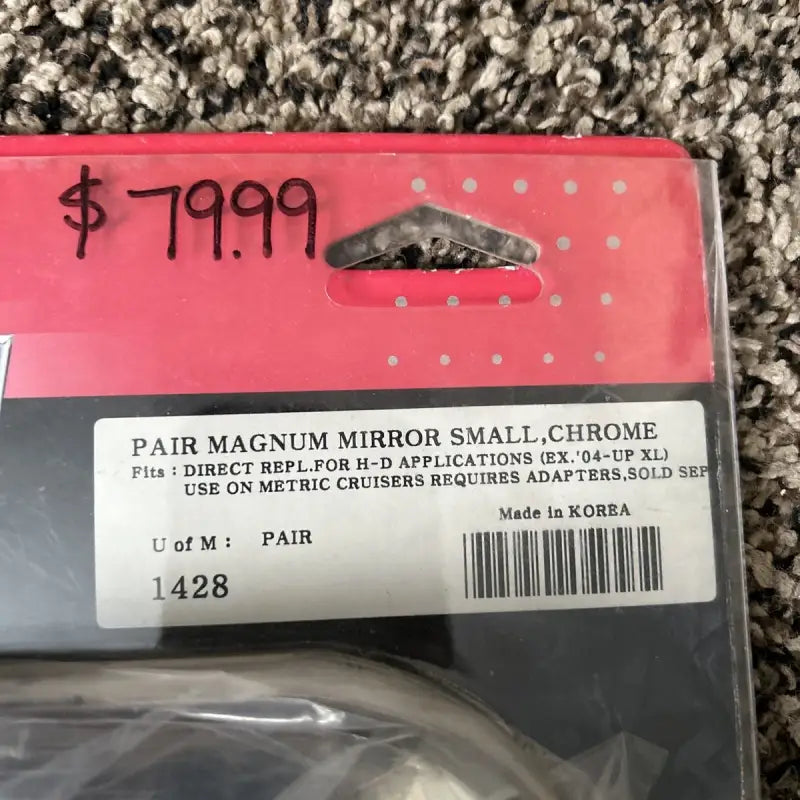 $79.99
PAIR MAGNUM MIRROR SMALL,CHROME
Fits : DIRECT REPL.FOR H-D APPLICATIONS (EX.'04-UP XL)
USE ON METRIC CRUISERS REQUIRES ADAPTERS,SOLD SEP
Made in KOREA
U of M : PAIR
1428